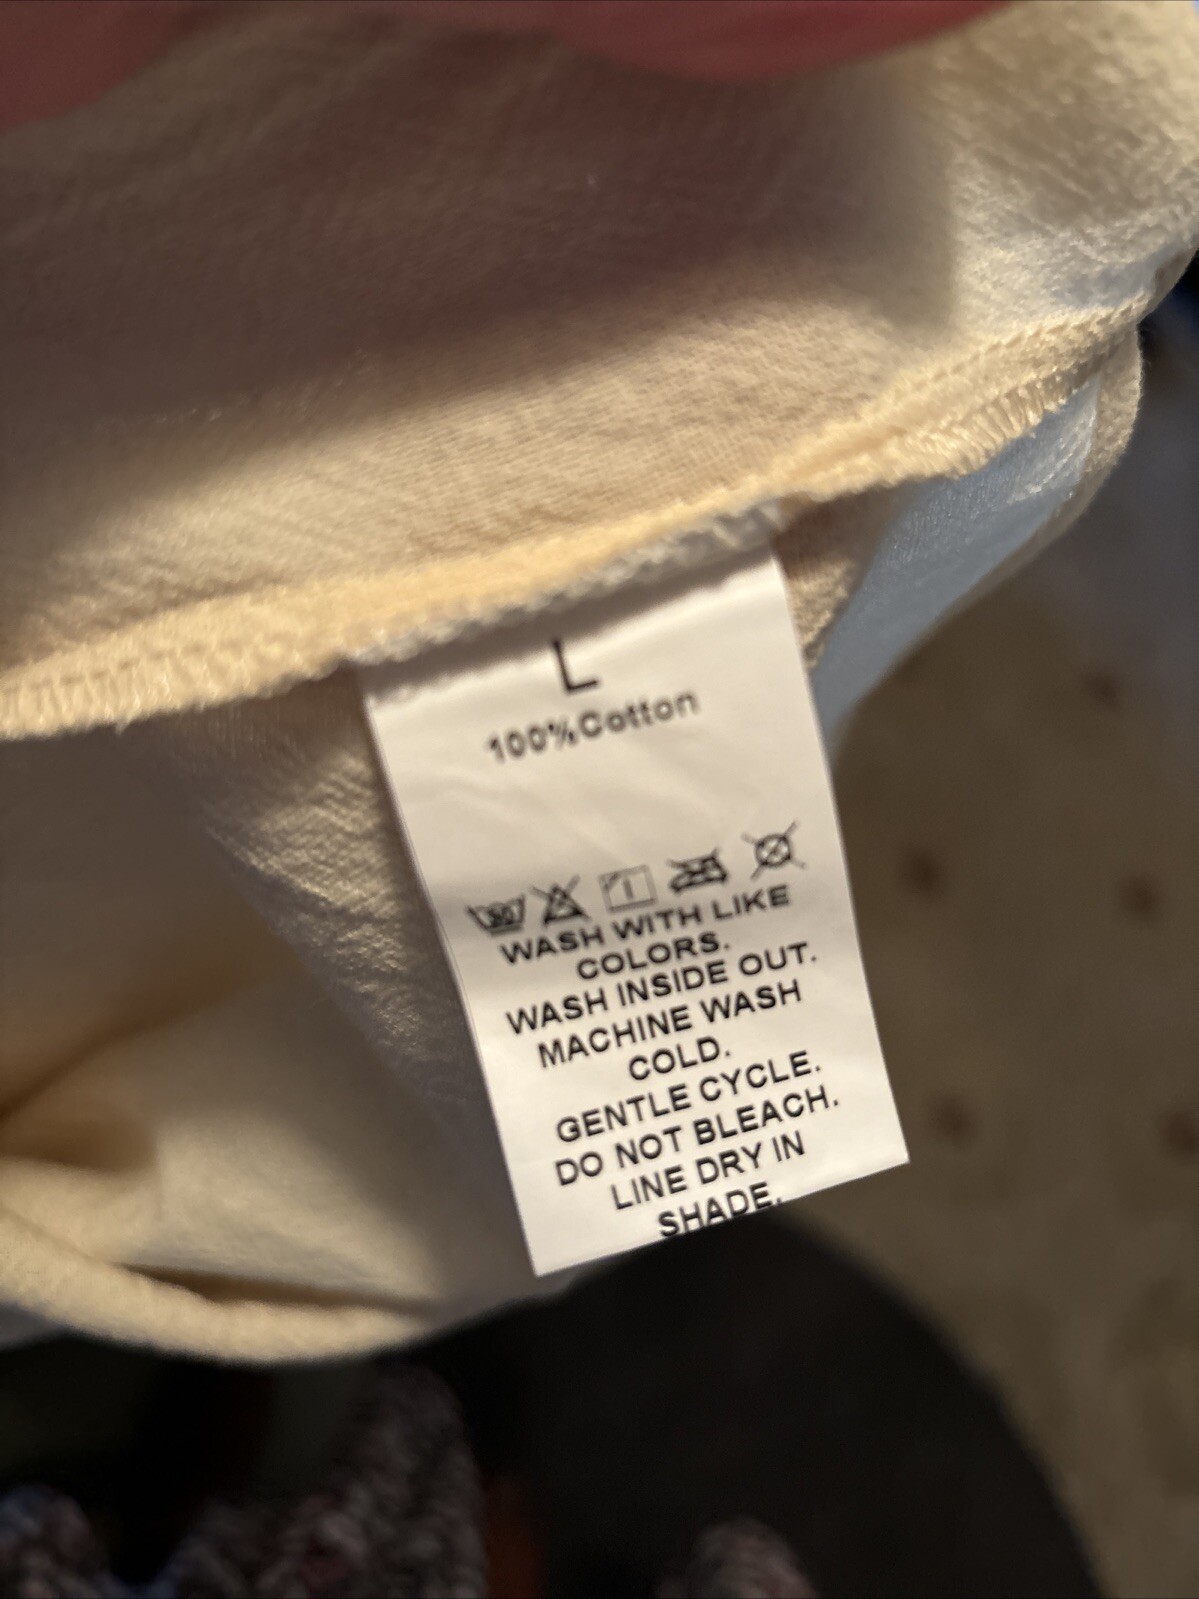 L
100%Cotton
30
WASH WITH LIKE
COLORS.
WASH INSIDE OUT.
MACHINE WASH
COLD.
GENTLE CYCLE.
DO NOT BLEACH.
LINE DRY IN
SHADE.